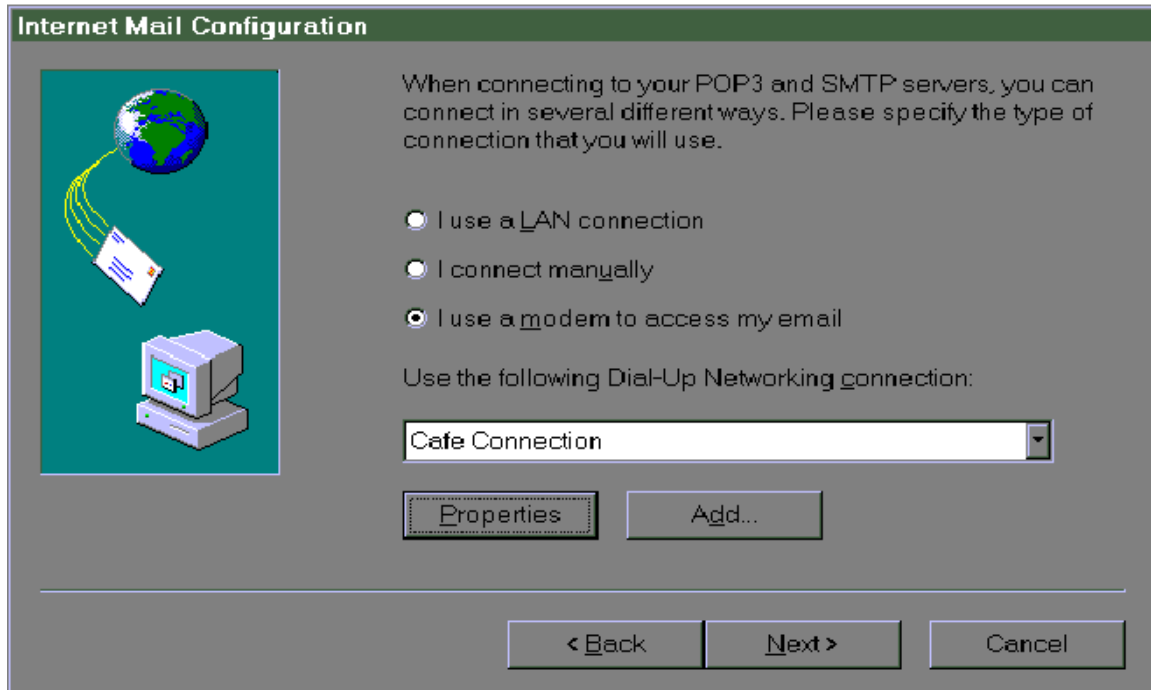 Internet Mail Configuration
When connecting to your POP3 and SMTP servers, you can
connect in several different ways. Please specify the type of
connection that you will use.
I use a LAN connection
I connect manually
I use a modem to access my email
Use the following Dial-Up Networking connection:
Cafe Connection
Properties
Add...
< Back
Next >
Cancel